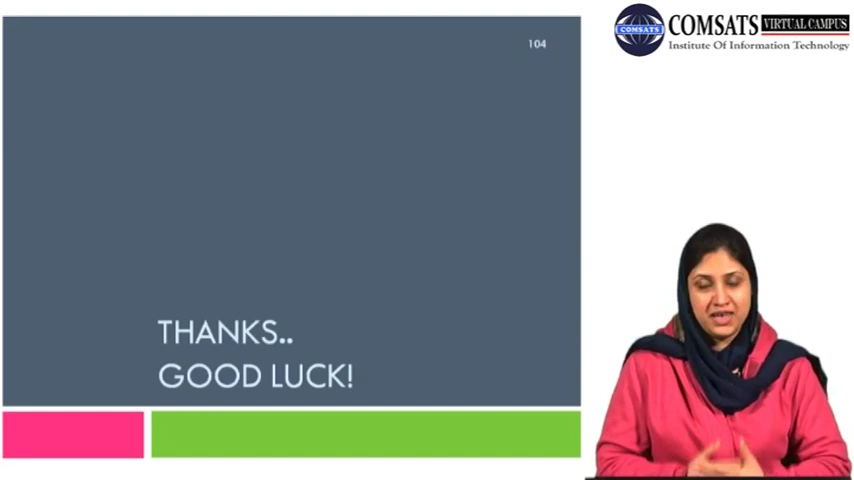 104
COMSATS VIRTUAL CAMPUS
Institute Of Information Technology
COMSATS
THANKS..
GOOD LUCK!